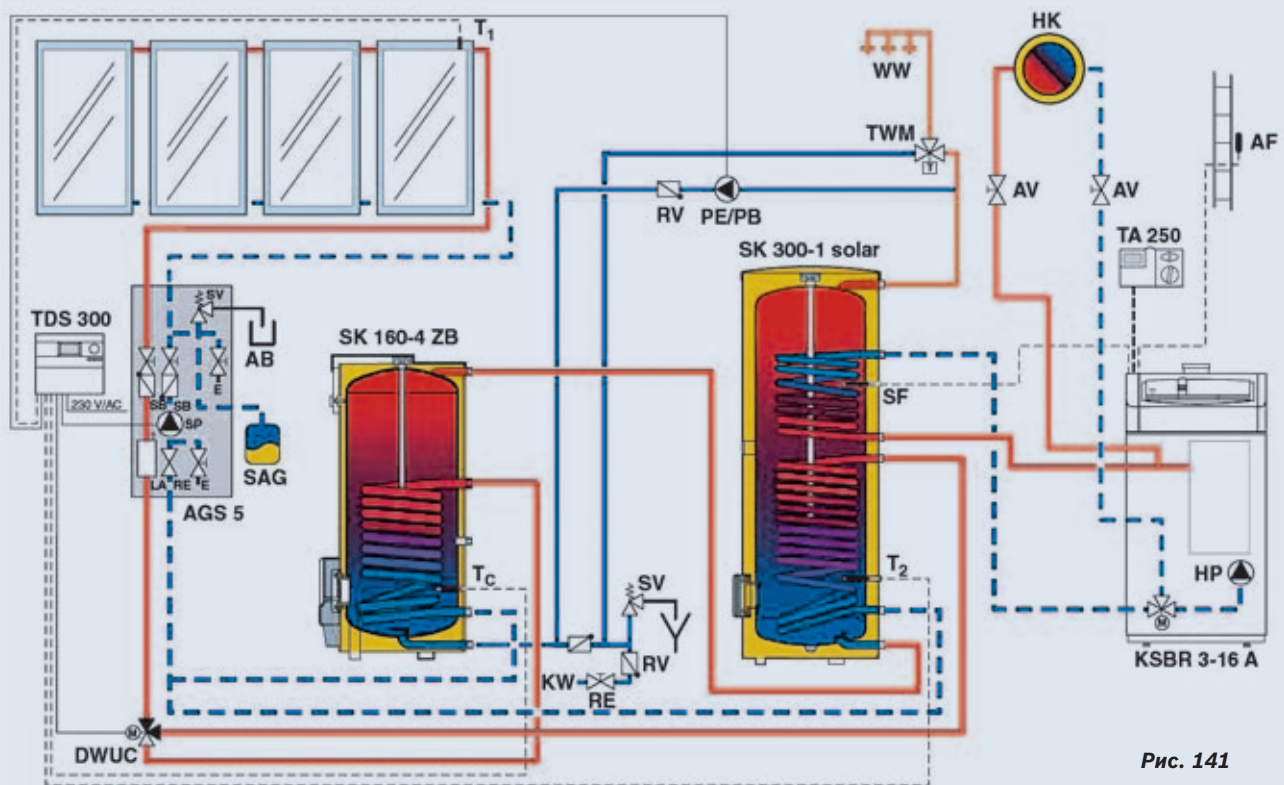 T1
HK
WW
TWM
AF
RV
PE/PB
AV
AV
SK 300-1 solar
TA 250
SV
TDS 300
AB
SK 160-4 ZB
E
SF
230 V/AC
SB
SB
SP
SAG
LA
RE
E
AGS 5
TC
T2
SV
HP
RV
KW
RE
M
KSBR 3-16 A
M
DWUC
T
Рис. 141